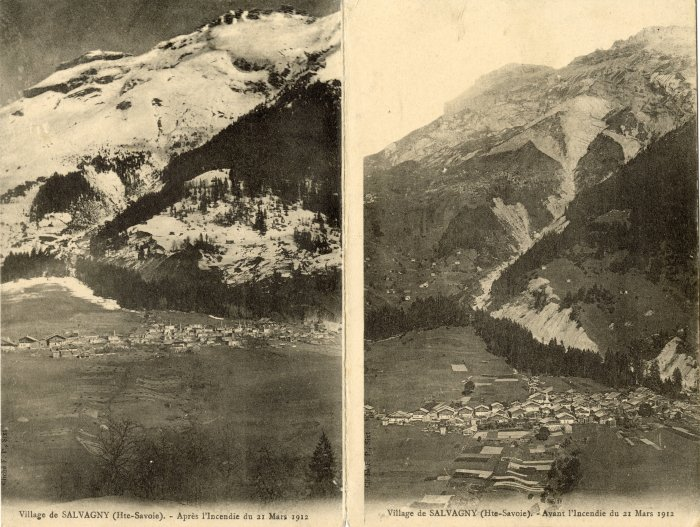 Village de SALVAGNY (Hte-Savoie). - Après l'Incendie du 21 Mars 1912
Village de SALVAGNY (Hte-Savoie). - Avant l'Incendie du 21 Mars 1912